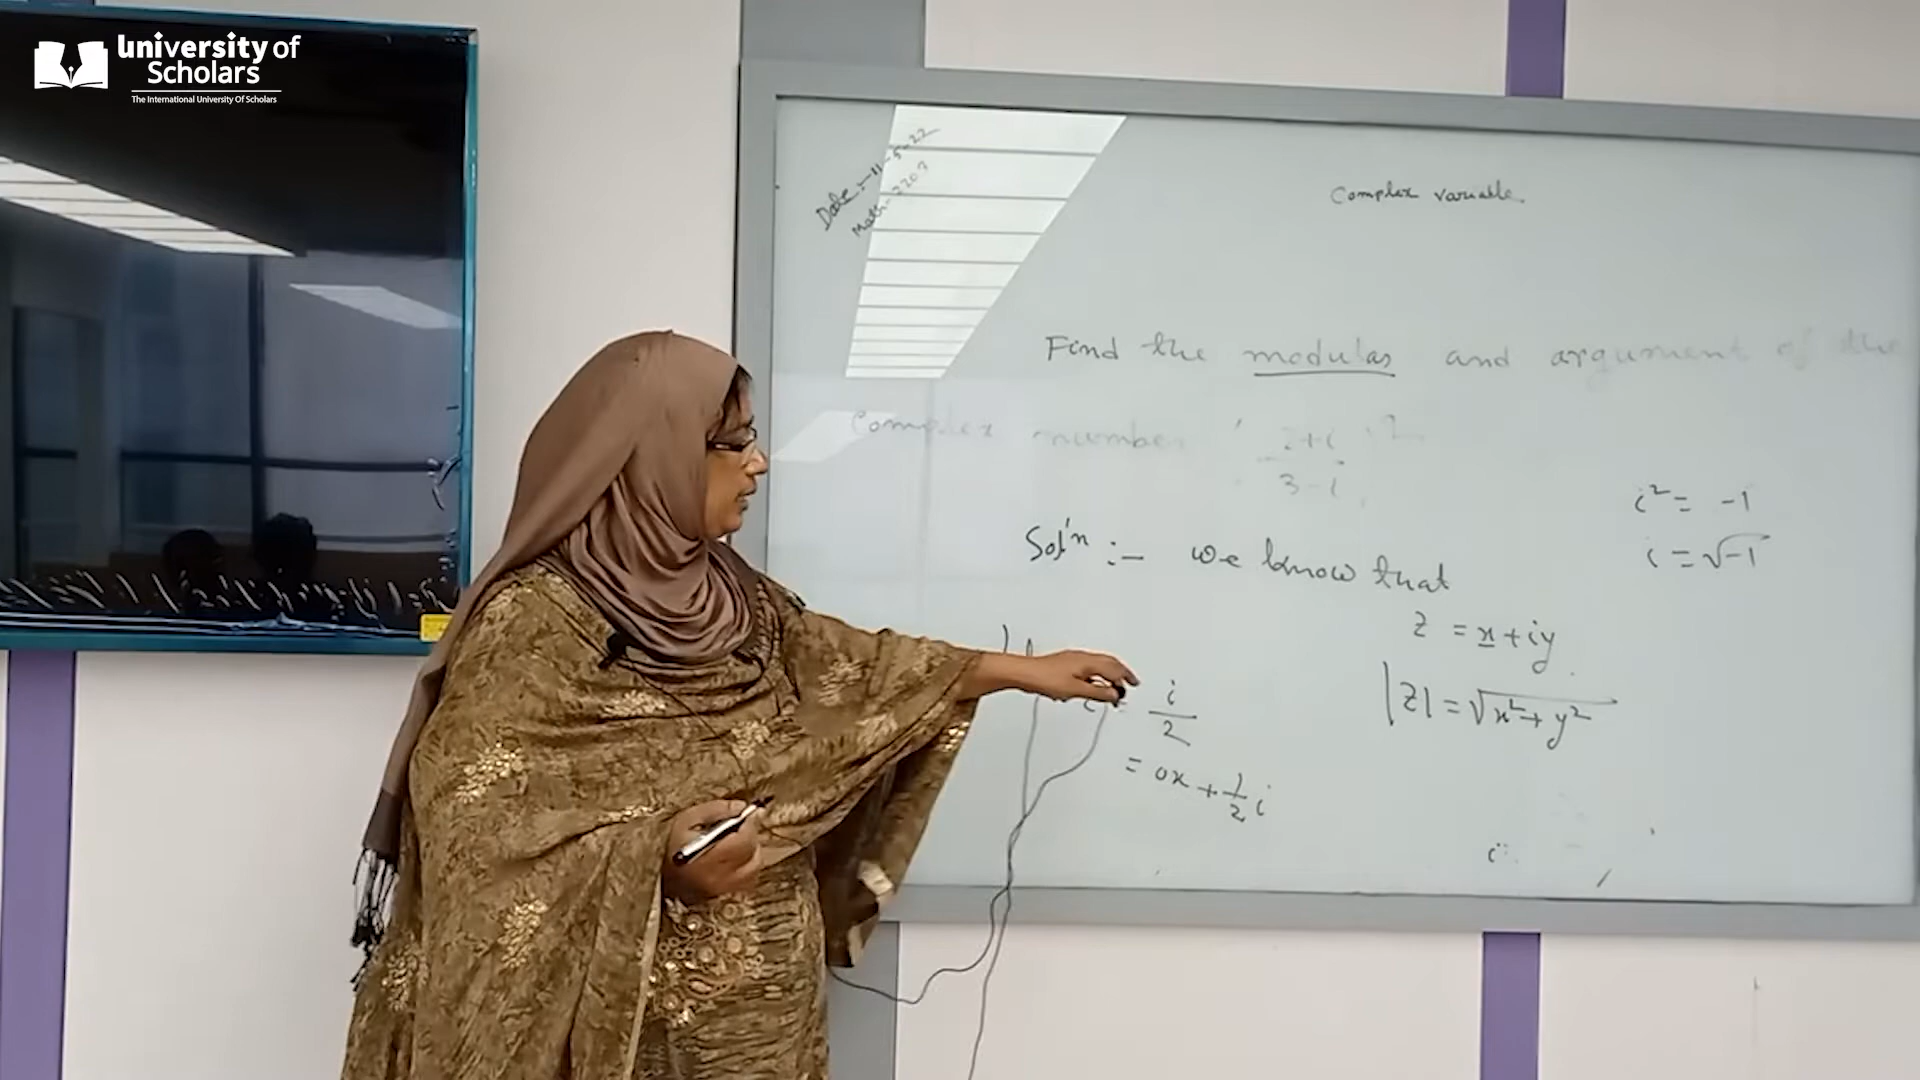 University of
Scholars
The International University Of Scholars
Date :- 11-5-22
Math-
Complex variable
Find the modulas and argument of the
Complex number (2+i / 3-i)²
i² = -1
i = √-1
Sol'n :- we know that
z = x+iy
|z| = √x²+y²
= i/2
= 0x + 1/2 i